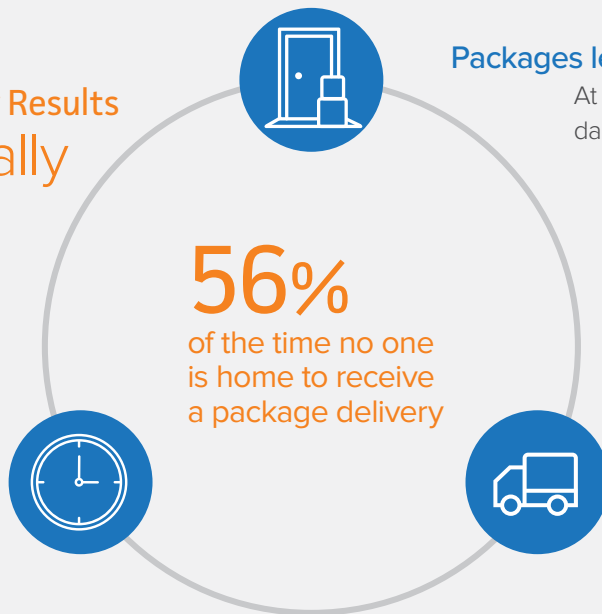 Results
ally
Packages le
At
da
56%
of the time no one
is home to receive
a package delivery